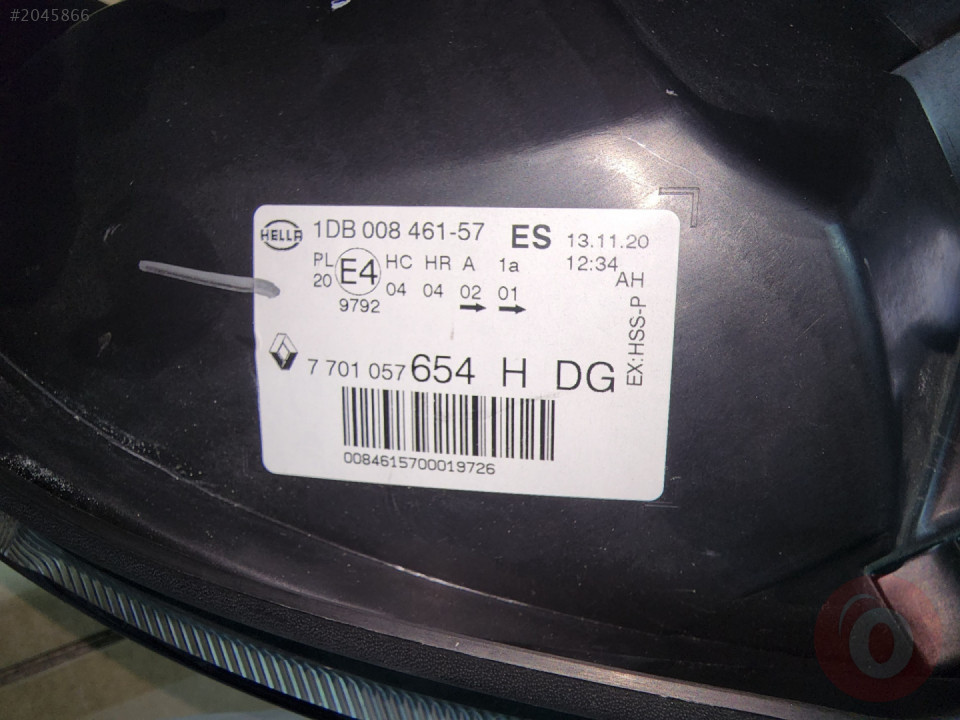 #2045866
HELLA 1DB 008 461-57 ES 13.11.20
12:34
PL E4 HC HR A 1a AH
20 04 04 02 01
9792
EX:HSS-P
7 701 057 654 H DG
0084615700019726